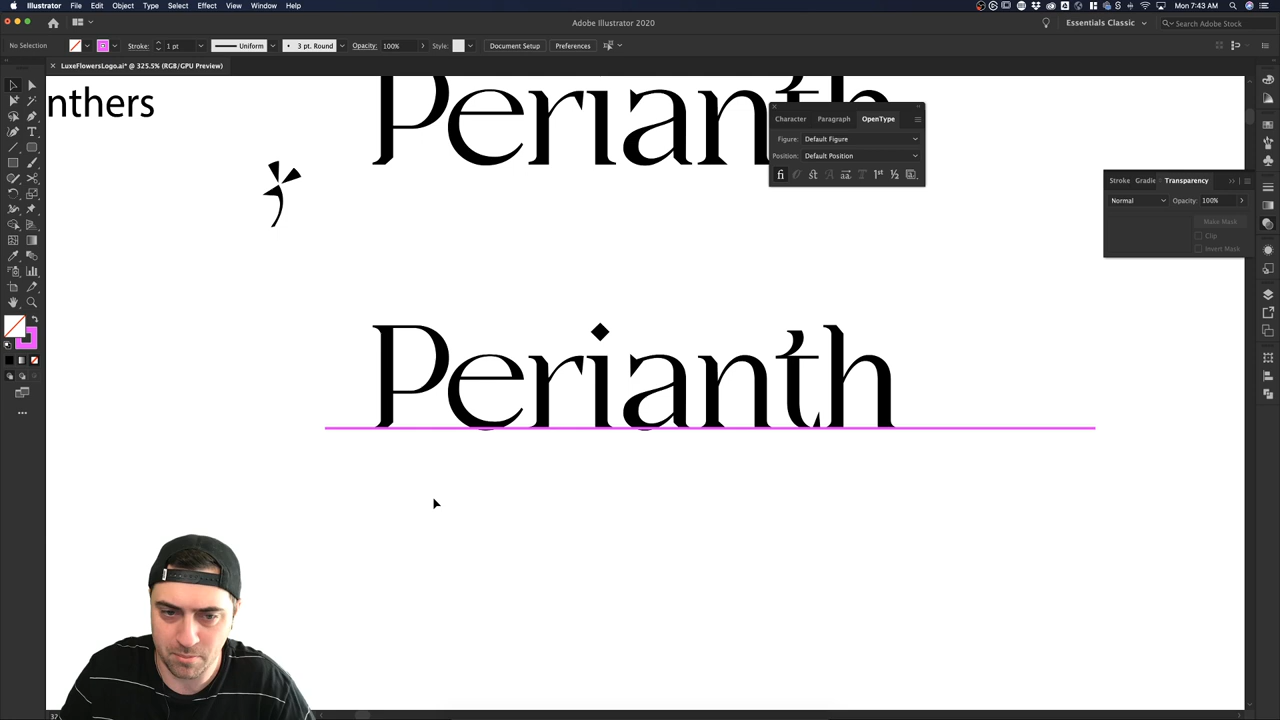 Illustrator File Edit Object Type Select Effect View Window Help
Mon 7:43 AM
Adobe Illustrator 2020
Essentials Classic
Search Adobe Stock
No Selection
Stroke: 1 pt
Uniform
3 pt. Round
Opacity: 100%
Style:
Document Setup
Preferences
LuxeFlowersLogo.ai* @ 325.5% (RGB/GPU Preview)
nthers
Perianth
Character Paragraph OpenType
Figure: Default Figure
Position: Default Position
Stroke Gradie Transparency
Normal Opacity: 100%
Make Mask
Clip
Invert Mask
Perianth
37